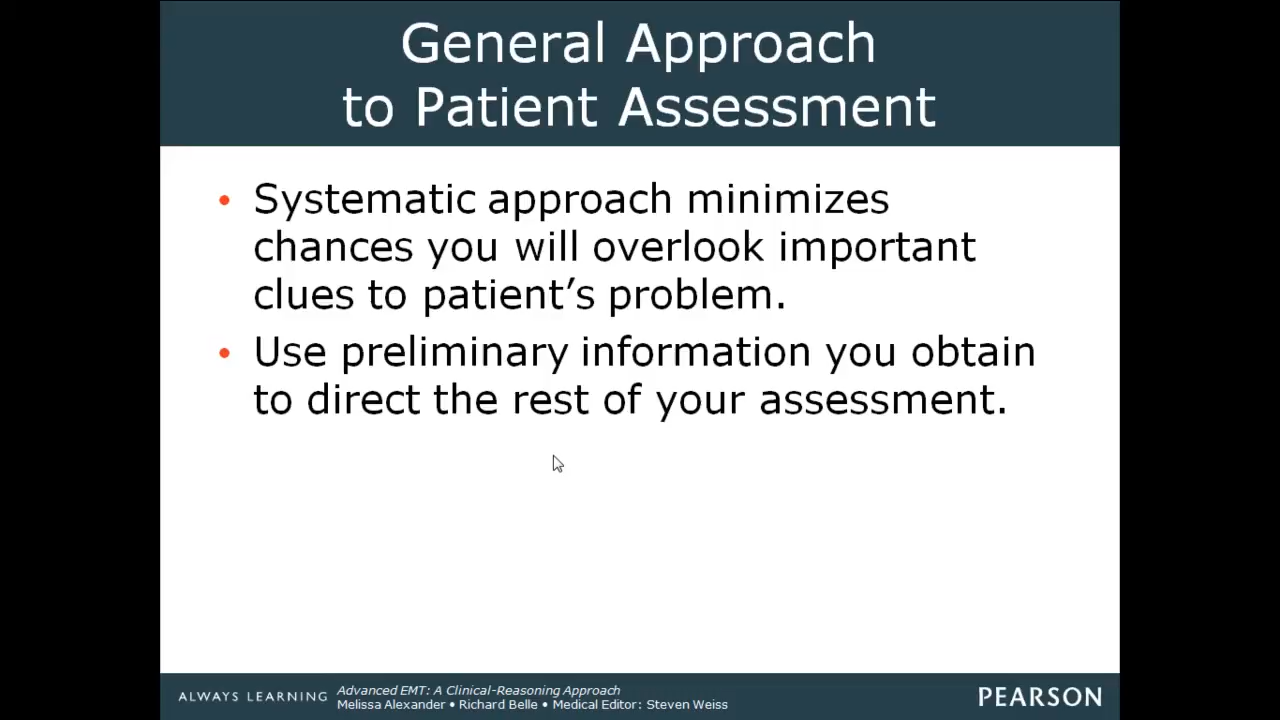 General Approach
to Patient Assessment
• Systematic approach minimizes
chances you will overlook important
clues to patient’s problem.
• Use preliminary information you obtain
to direct the rest of your assessment.
ALWAYS LEARNING
Advanced EMT: A Clinical-Reasoning Approach
Melissa Alexander • Richard Belle • Medical Editor: Steven Weiss
PEARSON